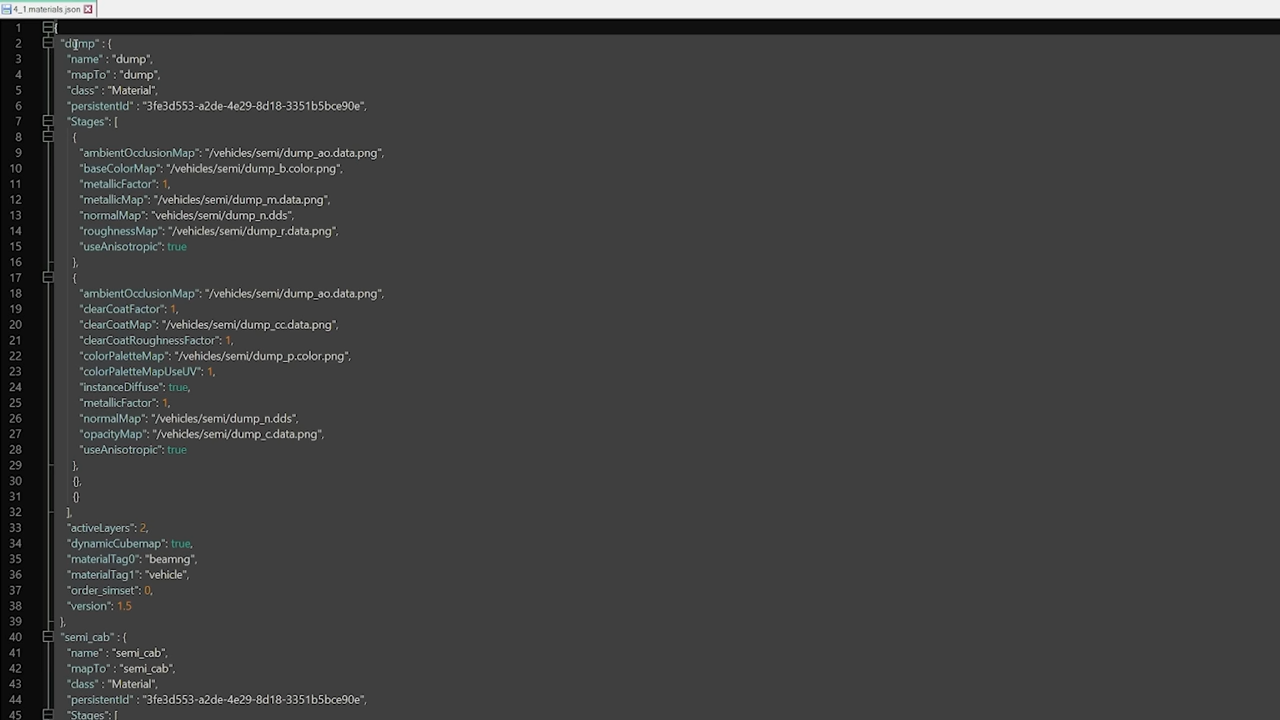 4_1.materials.json
1 {
2 "dump" : {
3 "name" : "dump",
4 "mapTo" : "dump",
5 "class" : "Material",
6 "persistentId" : "3fe3d553-a2de-4e29-8d18-3351b5bce90e",
7 "Stages": [
8 {
9 "ambientOcclusionMap": "/vehicles/semi/dump_ao.data.png",
10 "baseColorMap": "/vehicles/semi/dump_b.color.png",
11 "metallicFactor": 1,
12 "metallicMap": "/vehicles/semi/dump_m.data.png",
13 "normalMap": "vehicles/semi/dump_n.dds",
14 "roughnessMap": "/vehicles/semi/dump_r.data.png",
15 "useAnisotropic": true
16 },
17 {
18 "ambientOcclusionMap": "/vehicles/semi/dump_ao.data.png",
19 "clearCoatFactor": 1,
20 "clearCoatMap": "/vehicles/semi/dump_cc.data.png",
21 "clearCoatRoughnessFactor": 1,
22 "colorPaletteMap": "/vehicles/semi/dump_p.color.png",
23 "colorPaletteMapUseUV": 1,
24 "instanceDiffuse": true,
25 "metallicFactor": 1,
26 "normalMap": "/vehicles/semi/dump_n.dds",
27 "opacityMap": "/vehicles/semi/dump_c.data.png",
28 "useAnisotropic": true
29 },
30 {},
31 {}
32 ],
33 "activeLayers": 2,
34 "dynamicCubemap": true,
35 "materialTag0": "beamng",
36 "materialTag1": "vehicle",
37 "order_simset": 0,
38 "version": 1.5
39 },
40 "semi_cab" : {
41 "name" : "semi_cab",
42 "mapTo" : "semi_cab",
43 "class" : "Material",
44 "persistentId" : "3fe3d553-a2de-4e29-8d18-3351b5bce90e",
45 "Stages": [